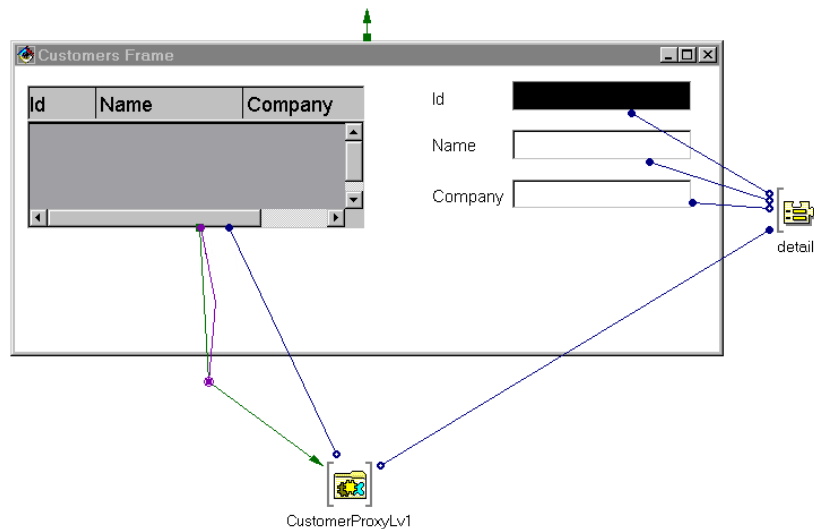 Customers Frame
Id Name Company
Id
Name
Company
detail
CustomerProxyLv1